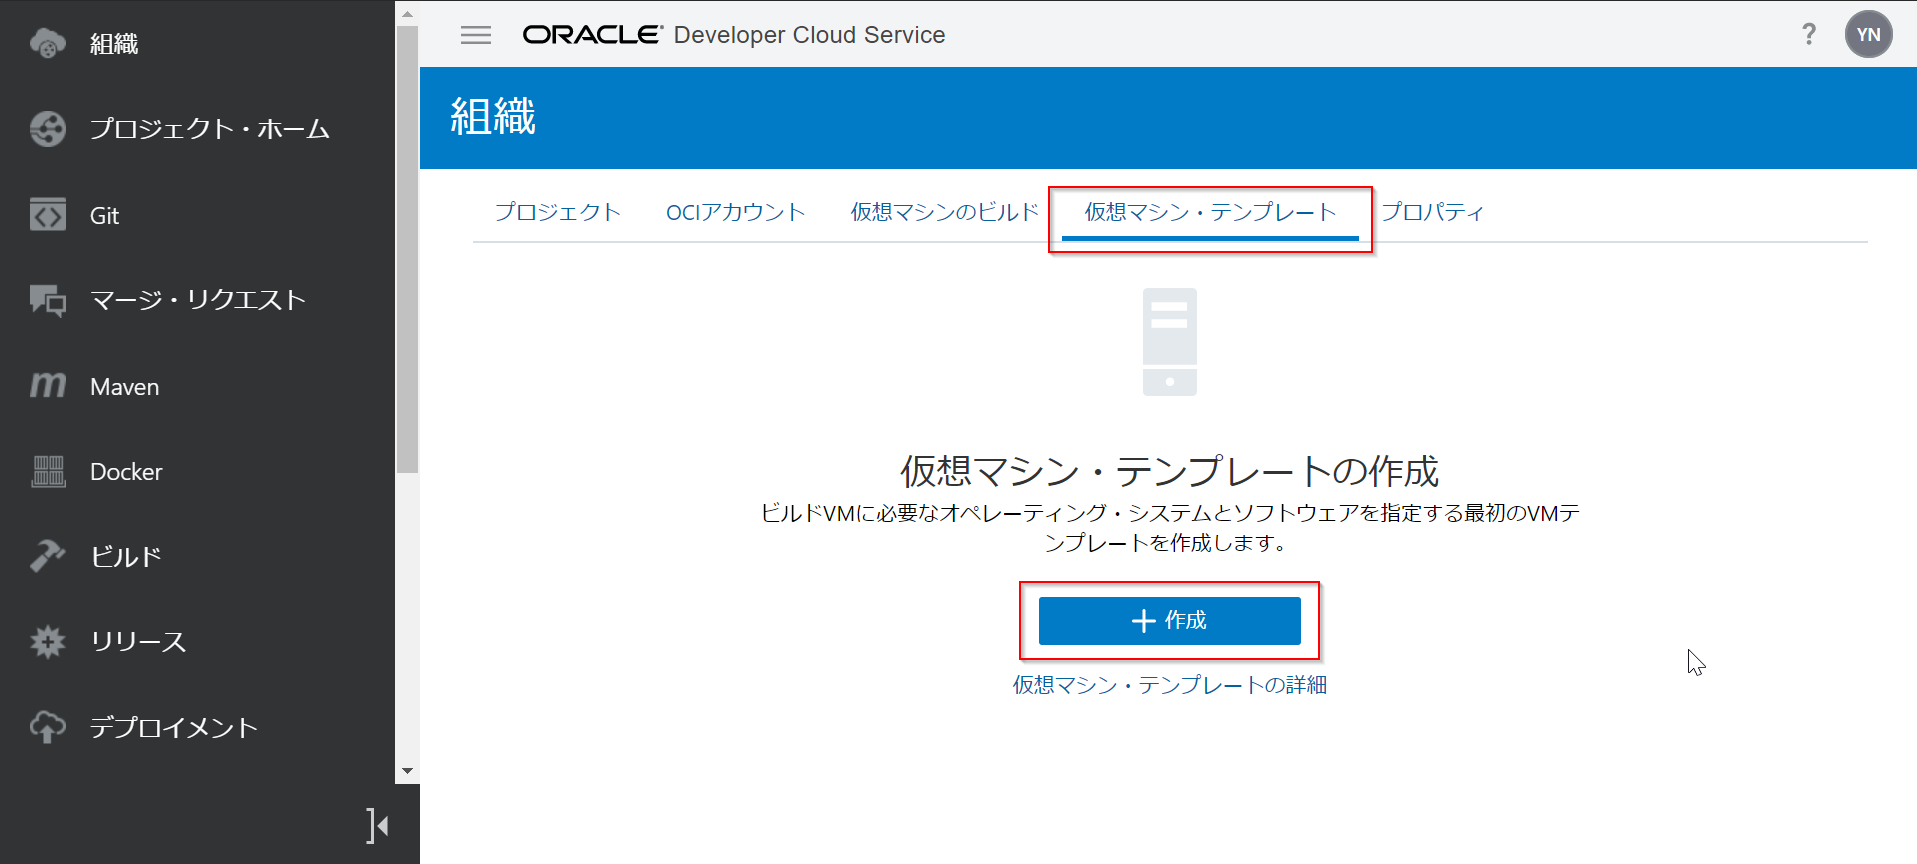 組織
プロジェクト・ホーム
Git
マージ・リクエスト
Maven
Docker
ビルド
リリース
デプロイメント
ORACLE Developer Cloud Service
?
YN
組織
プロジェクト OCIアカウント 仮想マシンのビルド 仮想マシン・テンプレート プロパティ
仮想マシン・テンプレートの作成
ビルドVMに必要なオペレーティング・システムとソフトウェアを指定する最初のVMテ
ンプレートを作成します。
作成
仮想マシン・テンプレートの詳細